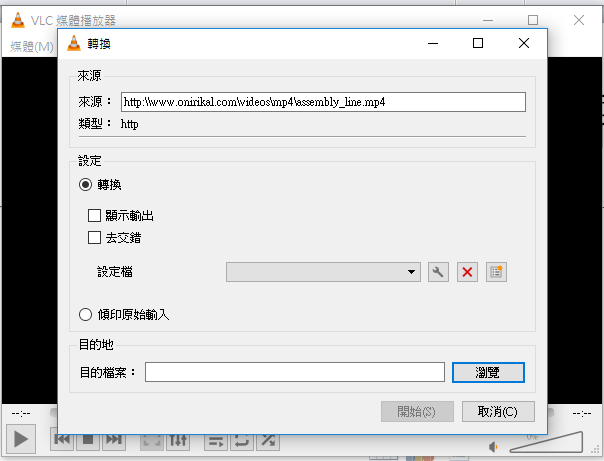 VLC 媒體播放器
媒體(M)
轉換
來源
來源： http:\\www.onirikal.com\videos\mp4\assembly_line.mp4
類型： http
設定
轉換
顯示輸出
去交錯
設定檔
傾印原始輸入
目的地
目的檔案： 瀏覽
開始(S) 取消(C)
--:-- --:--
0%